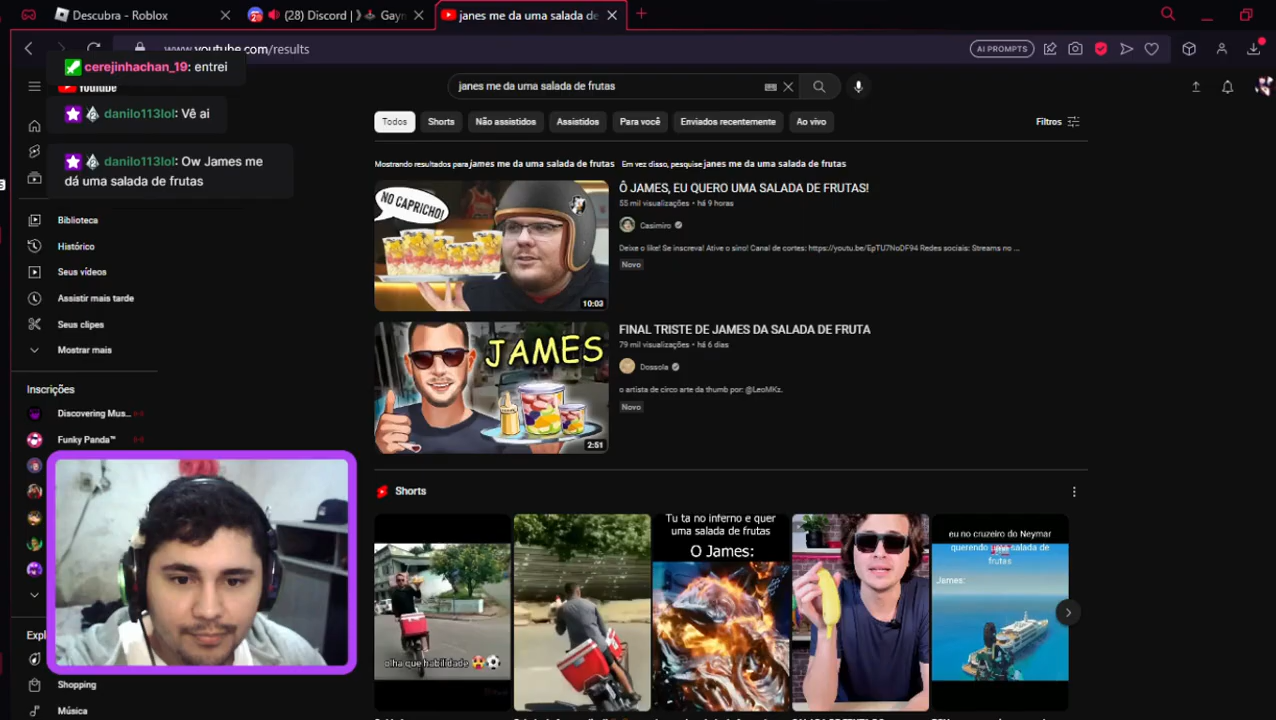 Descubra - Roblox
(28) Discord | 
janes me da uma salada de
www.youtube.com/results
AI PROMPTS
cerejinhachan_19: entrei
danilo113lol: Vê ai
danilo113lol: Ow James me
dá uma salada de frutas
janes me da uma salada de frutas
Todos
Shorts
Não assistidos
Assistidos
Para você
Enviados recentemente
Ao vivo
Filtros
Mostrando resultados para james me da uma salada de frutas
Em vez disso, pesquise janes me da uma salada de frutas
Biblioteca
Histórico
Seus vídeos
Assistir mais tarde
Seus clipes
Mostrar mais
Inscrições
Discovering Mus...
Funky Panda™
Expl
Shopping
Música
NO CAPRICHO!
10:03
Ô JAMES, EU QUERO UMA SALADA DE FRUTAS!
55 mil visualizações • há 9 horas
Casimiro
Deixe o like! Se inscreva! Ative o siro! Canal de cortes: https://youtu.be/EpTU7NoDF94 Redes sociais: Streams no ...
Novo
JAMES
2:51
FINAL TRISTE DE JAMES DA SALADA DE FRUTA
79 mil visualizações • há 6 dias
Dossola
o artista de circo arte da thumb por: @LeoMKz.
Novo
Shorts
olha que habilidade
Tu ta no inferno e quer
uma salada de frutas
O James:
eu no cruzeiro do Neymar
querendo uma salada de
frutas
James: